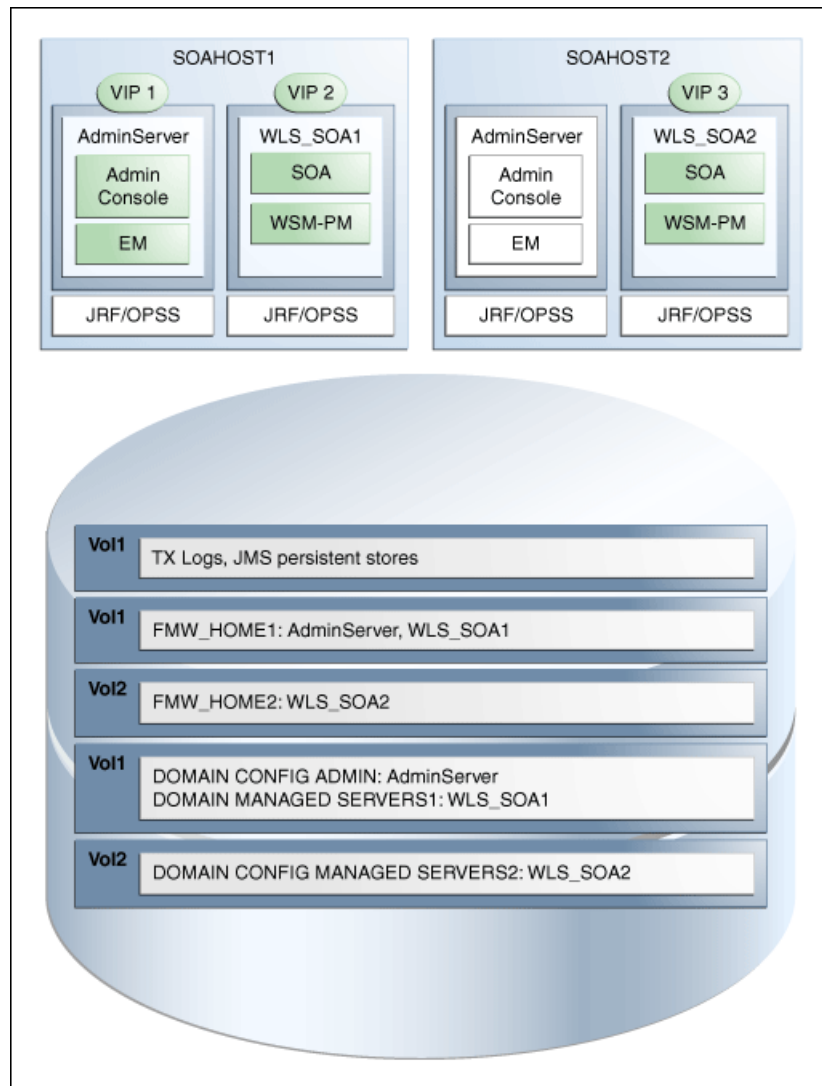 SOAHOST1
VIP 1
AdminServer
Admin
Console
EM
JRF/OPSS
VIP 2
WLS_SOA1
SOA
WSM-PM
JRF/OPSS
SOAHOST2
AdminServer
Admin
Console
EM
JRF/OPSS
VIP 3
WLS_SOA2
SOA
WSM-PM
JRF/OPSS
Vol1
TX Logs, JMS persistent stores
Vol1
FMW_HOME1: AdminServer, WLS_SOA1
Vol2
FMW_HOME2: WLS_SOA2
Vol1
DOMAIN CONFIG ADMIN: AdminServer
DOMAIN MANAGED SERVERS1: WLS_SOA1
Vol2
DOMAIN CONFIG MANAGED SERVERS2: WLS_SOA2